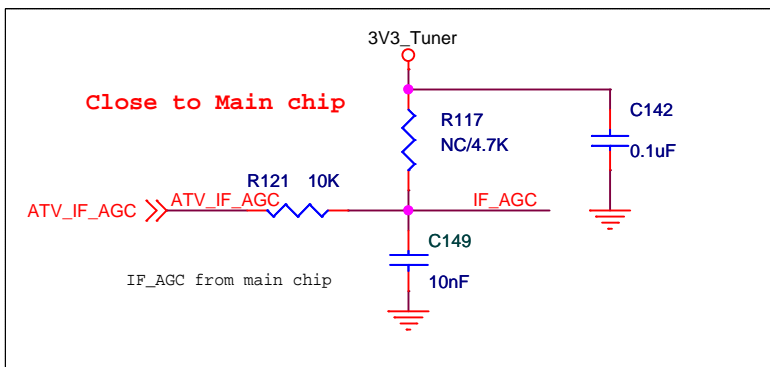 3V3_Tuner
Close to Main chip
R117
NC/4.7K
C142
0.1uF
R121 10K
ATV_IF_AGC
ATV_IF_AGC
IF_AGC
C149
10nF
IF_AGC from main chip